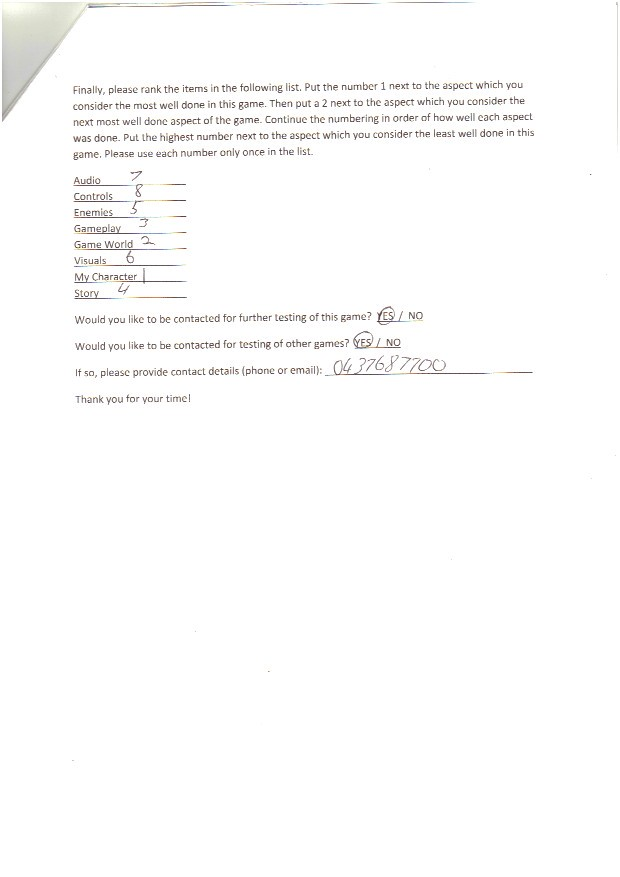 Finally, please rank the items in the following list. Put the number 1 next to the aspect which you
consider the most well done in this game. Then put a 2 next to the aspect which you consider the
next most well done aspect of the game. Continue the numbering in order of how well each aspect
was done. Put the highest number next to the aspect which you consider the least well done in this
game. Please use each number only once in the list.
Audio 7
Controls 8
Enemies 5
Gameplay 3
Game World 2
Visuals 6
My Character 1
Story 4
Would you like to be contacted for further testing of this game? YES / NO
Would you like to be contacted for testing of other games? YES / NO
If so, please provide contact details (phone or email): 0437687700
Thank you for your time!